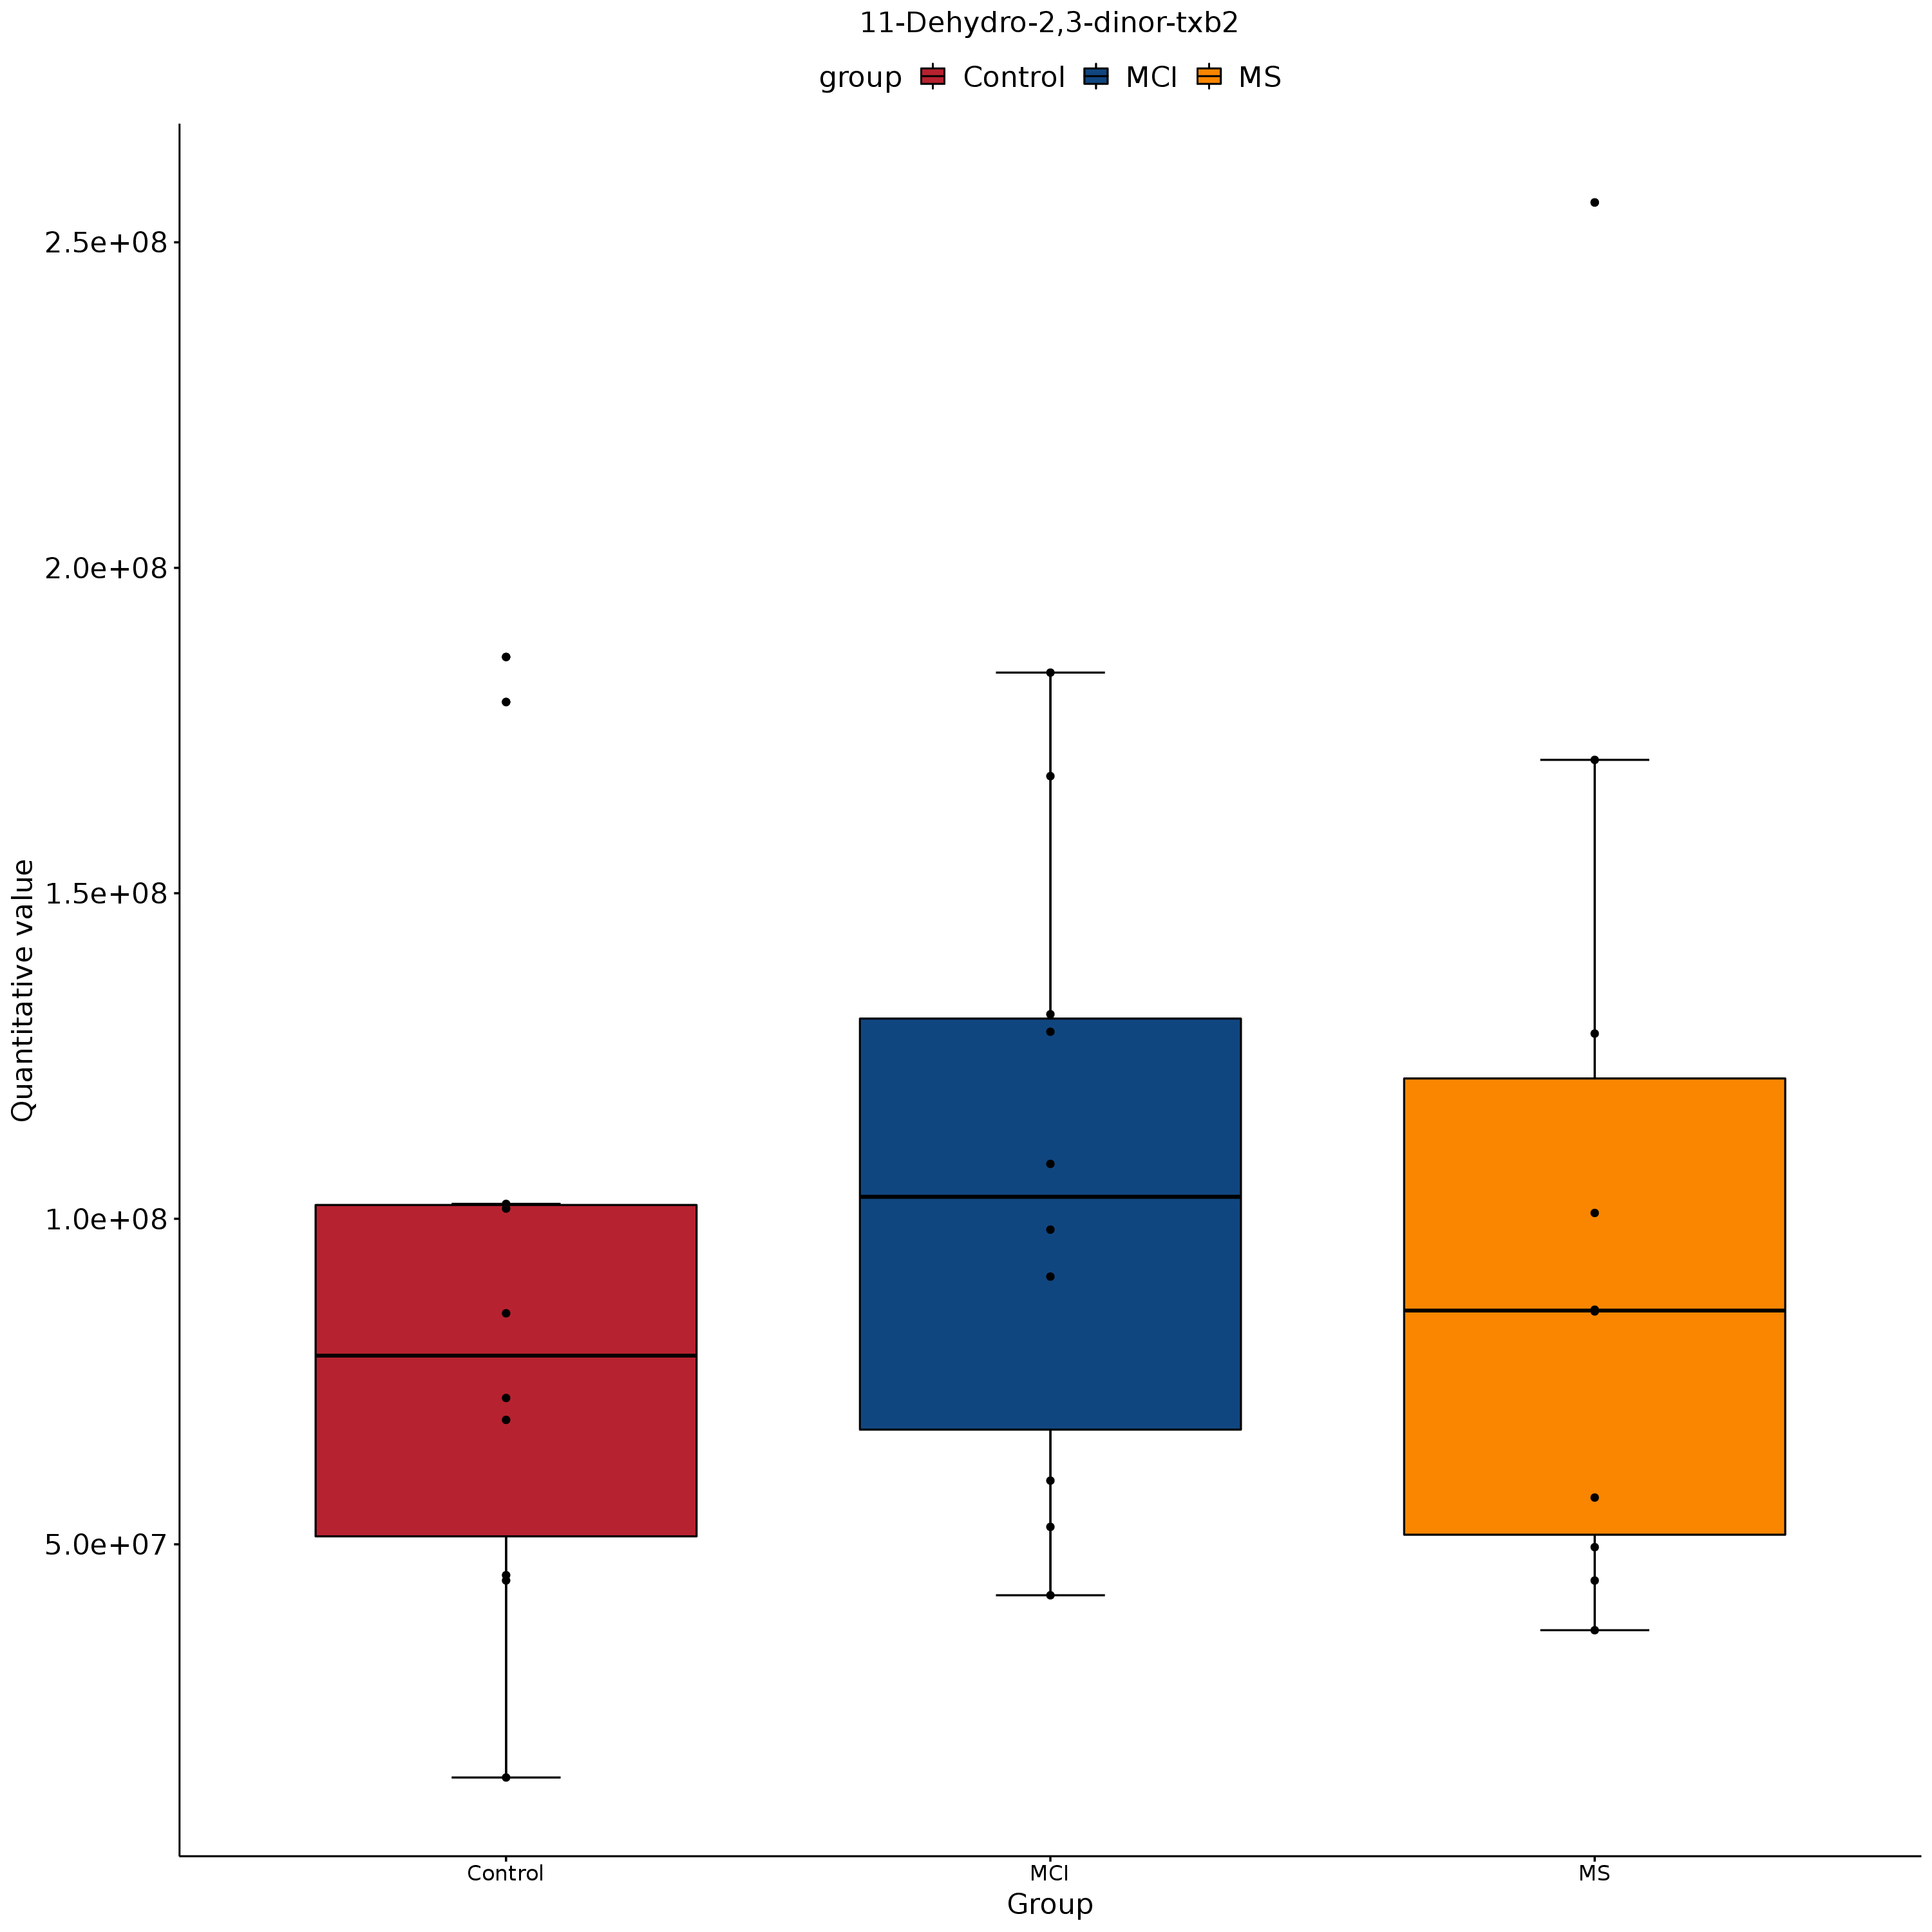 11-Dehydro-2,3-dinor-txb2
group Control MCI MS
2.5e+08
2.0e+08
1.5e+08
1.0e+08
5.0e+07
Quantitative value
Control MCI MS
Group